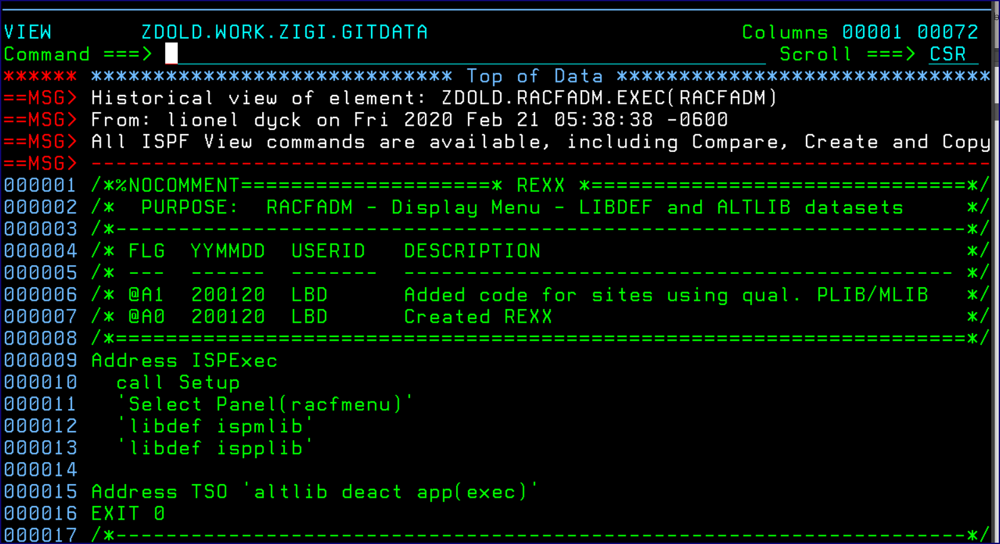 VIEW       ZDOLD.WORK.ZIGI.GITDATA                         Columns 00001 00072
Command ===>                                                  Scroll ===> CSR
****** ***************************** Top of Data ******************************
==MSG> Historical view of element: ZDOLD.RACFADM.EXEC(RACFADM)
==MSG> From: lionel dyck on Fri 2020 Feb 21 05:38:38 -0600
==MSG> All ISPF View commands are available, including Compare, Create and Copy
==MSG> ------------------------------------------------------------------------
000001 /*%NOCOMMENT====================* REXX *==============================*/
000002 /*  PURPOSE:  RACFADM - Display Menu - LIBDEF and ALTLIB datasets     */
000003 /*--------------------------------------------------------------------*/
000004 /* FLG  YYMMDD  USERID   DESCRIPTION                                  */
000005 /* ---  ------  -------  -------------------------------------------- */
000006 /* @A1  200120  LBD      Added code for sites using qual. PLIB/MLIB   */
000007 /* @A0  200120  LBD      Created REXX                                 */
000008 /*====================================================================*/
000009 Address ISPExec
000010   call Setup
000011   'Select Panel(racfmenu)'
000012   'libdef ispmlib'
000013   'libdef ispplib'
000014
000015 Address TSO 'altlib deact app(exec)'
000016 EXIT 0
000017 /*--------------------------------------------------------------------*/